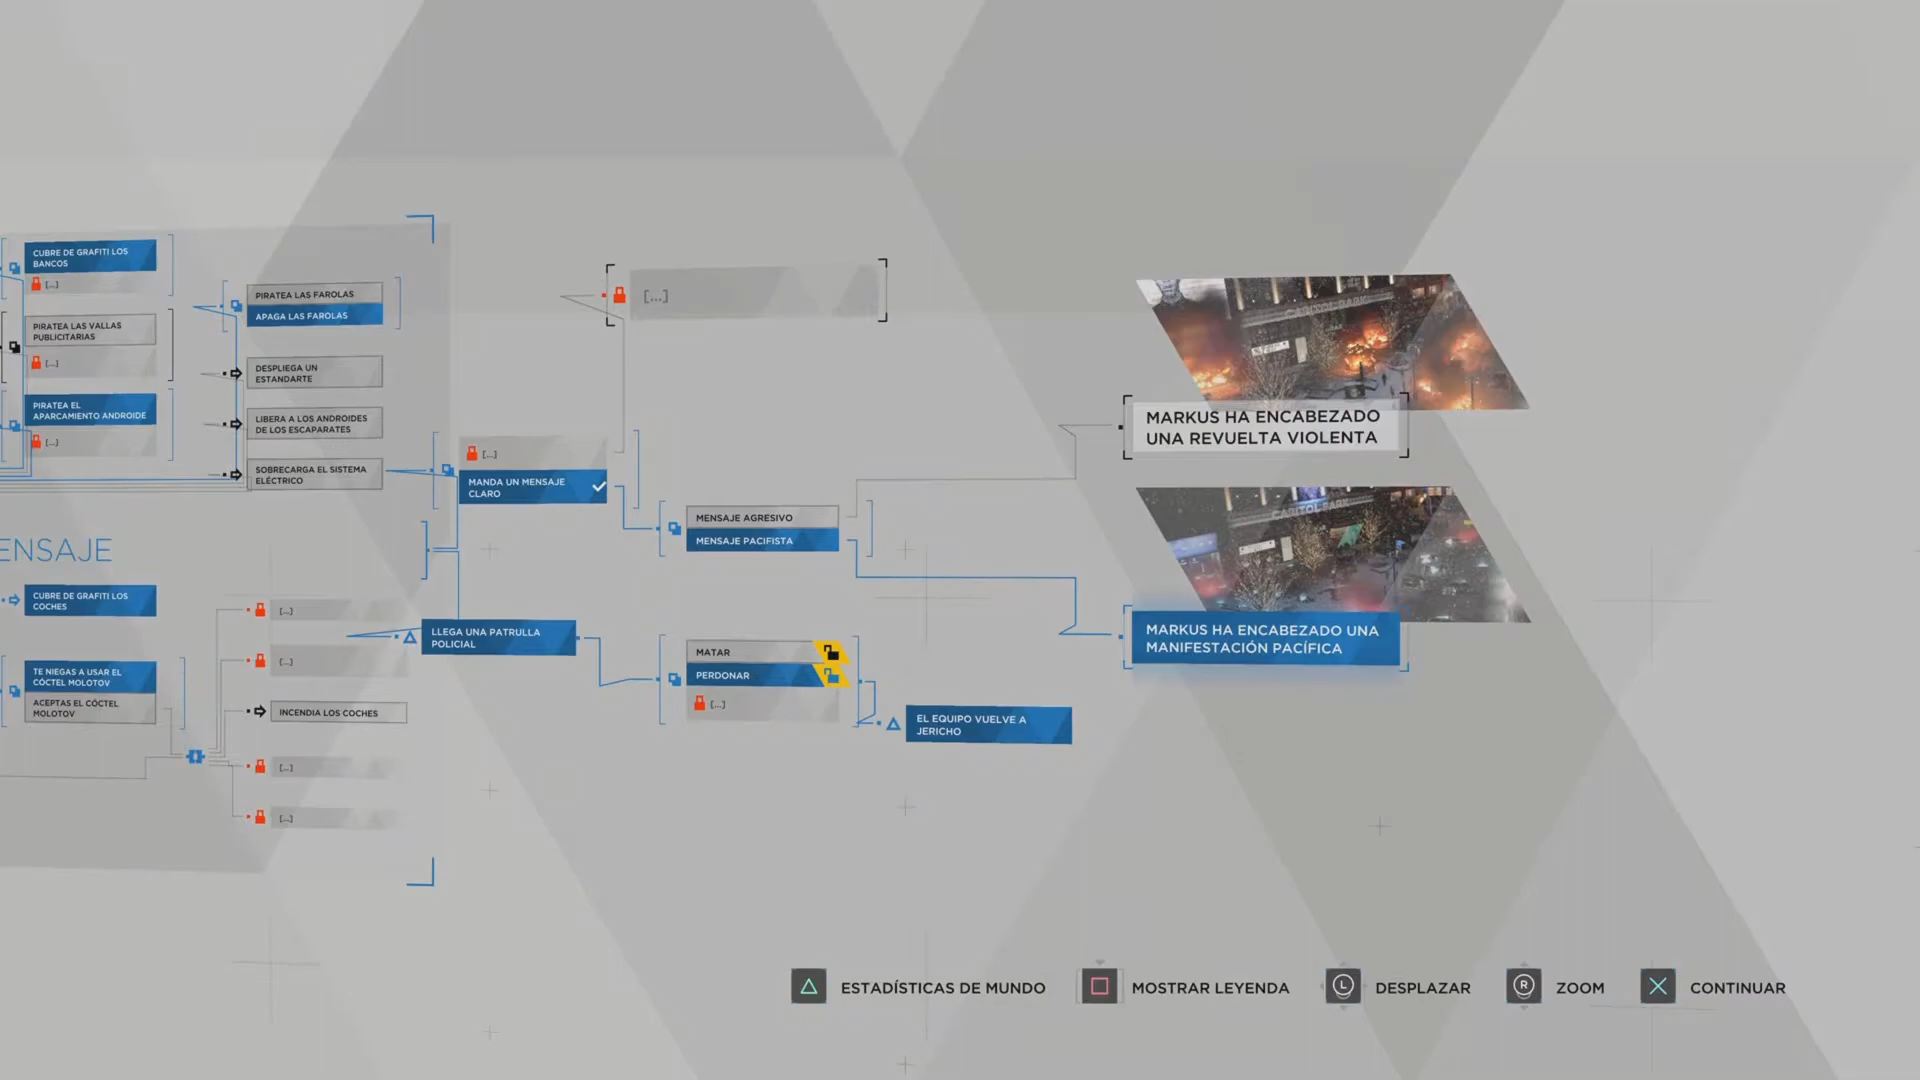 CUBRE DE GRAFITI LOS
BANCOS
[...]
PIRATEA LAS VALLAS
PUBLICITARIAS
[...]
PIRATEA EL
APARCAMIENTO ANDROIDE
[...]
PIRATEA LAS FAROLAS
APAGA LAS FAROLAS
DESPLIEGA UN
ESTANDARTE
LIBERA A LOS ANDROIDES
DE LOS ESCAPARATES
SOBRECARGA EL SISTEMA
ELÉCTRICO
[...]
MANDA UN MENSAJE
CLARO
[...]
MENSAJE AGRESIVO
MENSAJE PACIFISTA
CAPITOL PARK
MARKUS HA ENCABEZADO
UNA REVUELTA VIOLENTA
CAPITOL PARK
MARKUS HA ENCABEZADO UNA
MANIFESTACIÓN PACÍFICA
ENSAJE
CUBRE DE GRAFITI LOS
COCHES
TE NIEGAS A USAR EL
CÓCTEL MOLOTOV
ACEPTAS EL CÓCTEL
MOLOTOV
[...]
[...]
INCENDIA LOS COCHES
[...]
[...]
LLEGA UNA PATRULLA
POLICIAL
MATAR
PERDONAR
[...]
EL EQUIPO VUELVE A
JERICHO
ESTADÍSTICAS DE MUNDO
MOSTRAR LEYENDA
L
DESPLAZAR
R
ZOOM
CONTINUAR